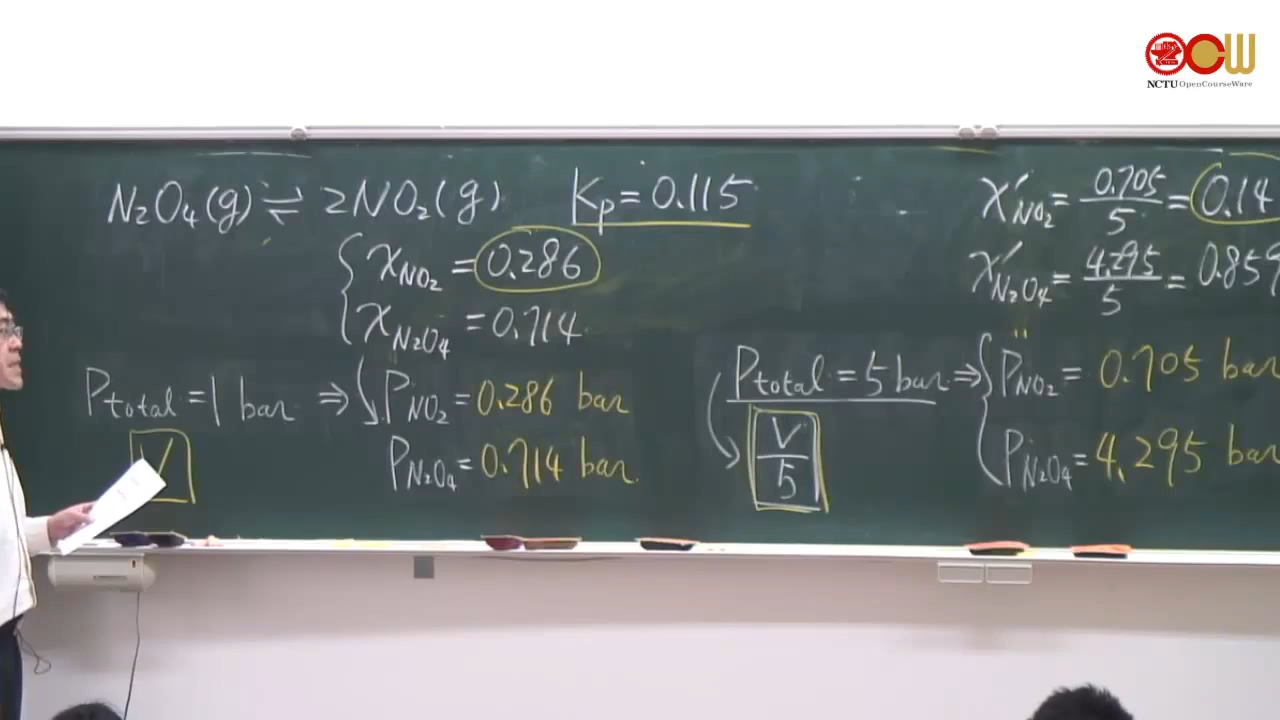 NCTU OpenCourseWare
N₂O₄(g) ⇌ 2NO₂(g) Kp = 0.115
χNO₂ = 0.286
χN₂O₄ = 0.714
Ptotal = 1 bar ⇒ PNO₂ = 0.286 bar
PN₂O₄ = 0.714 bar
V
χ'NO₂ = 0.705/5 = 0.14
χ'N₂O₄ = 4.295/5 = 0.859
Ptotal = 5 bar ⇒ PNO₂ = 0.705 bar
PN₂O₄ = 4.295 bar
V/5